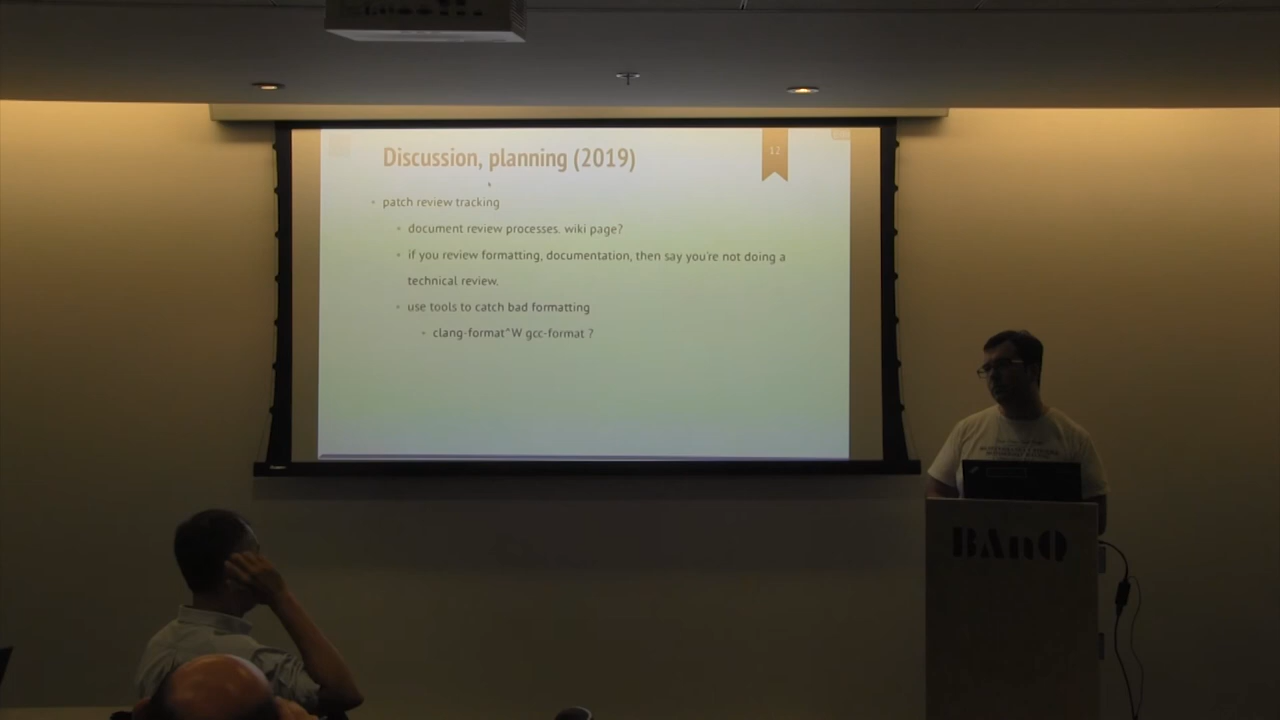 Discussion, planning (2019)
12
patch review tracking
document review processes. wiki page?
if you review formatting, documentation, then say you're not doing a
technical review.
use tools to catch bad formatting
clang-format^W gcc-format ?
BAnQ